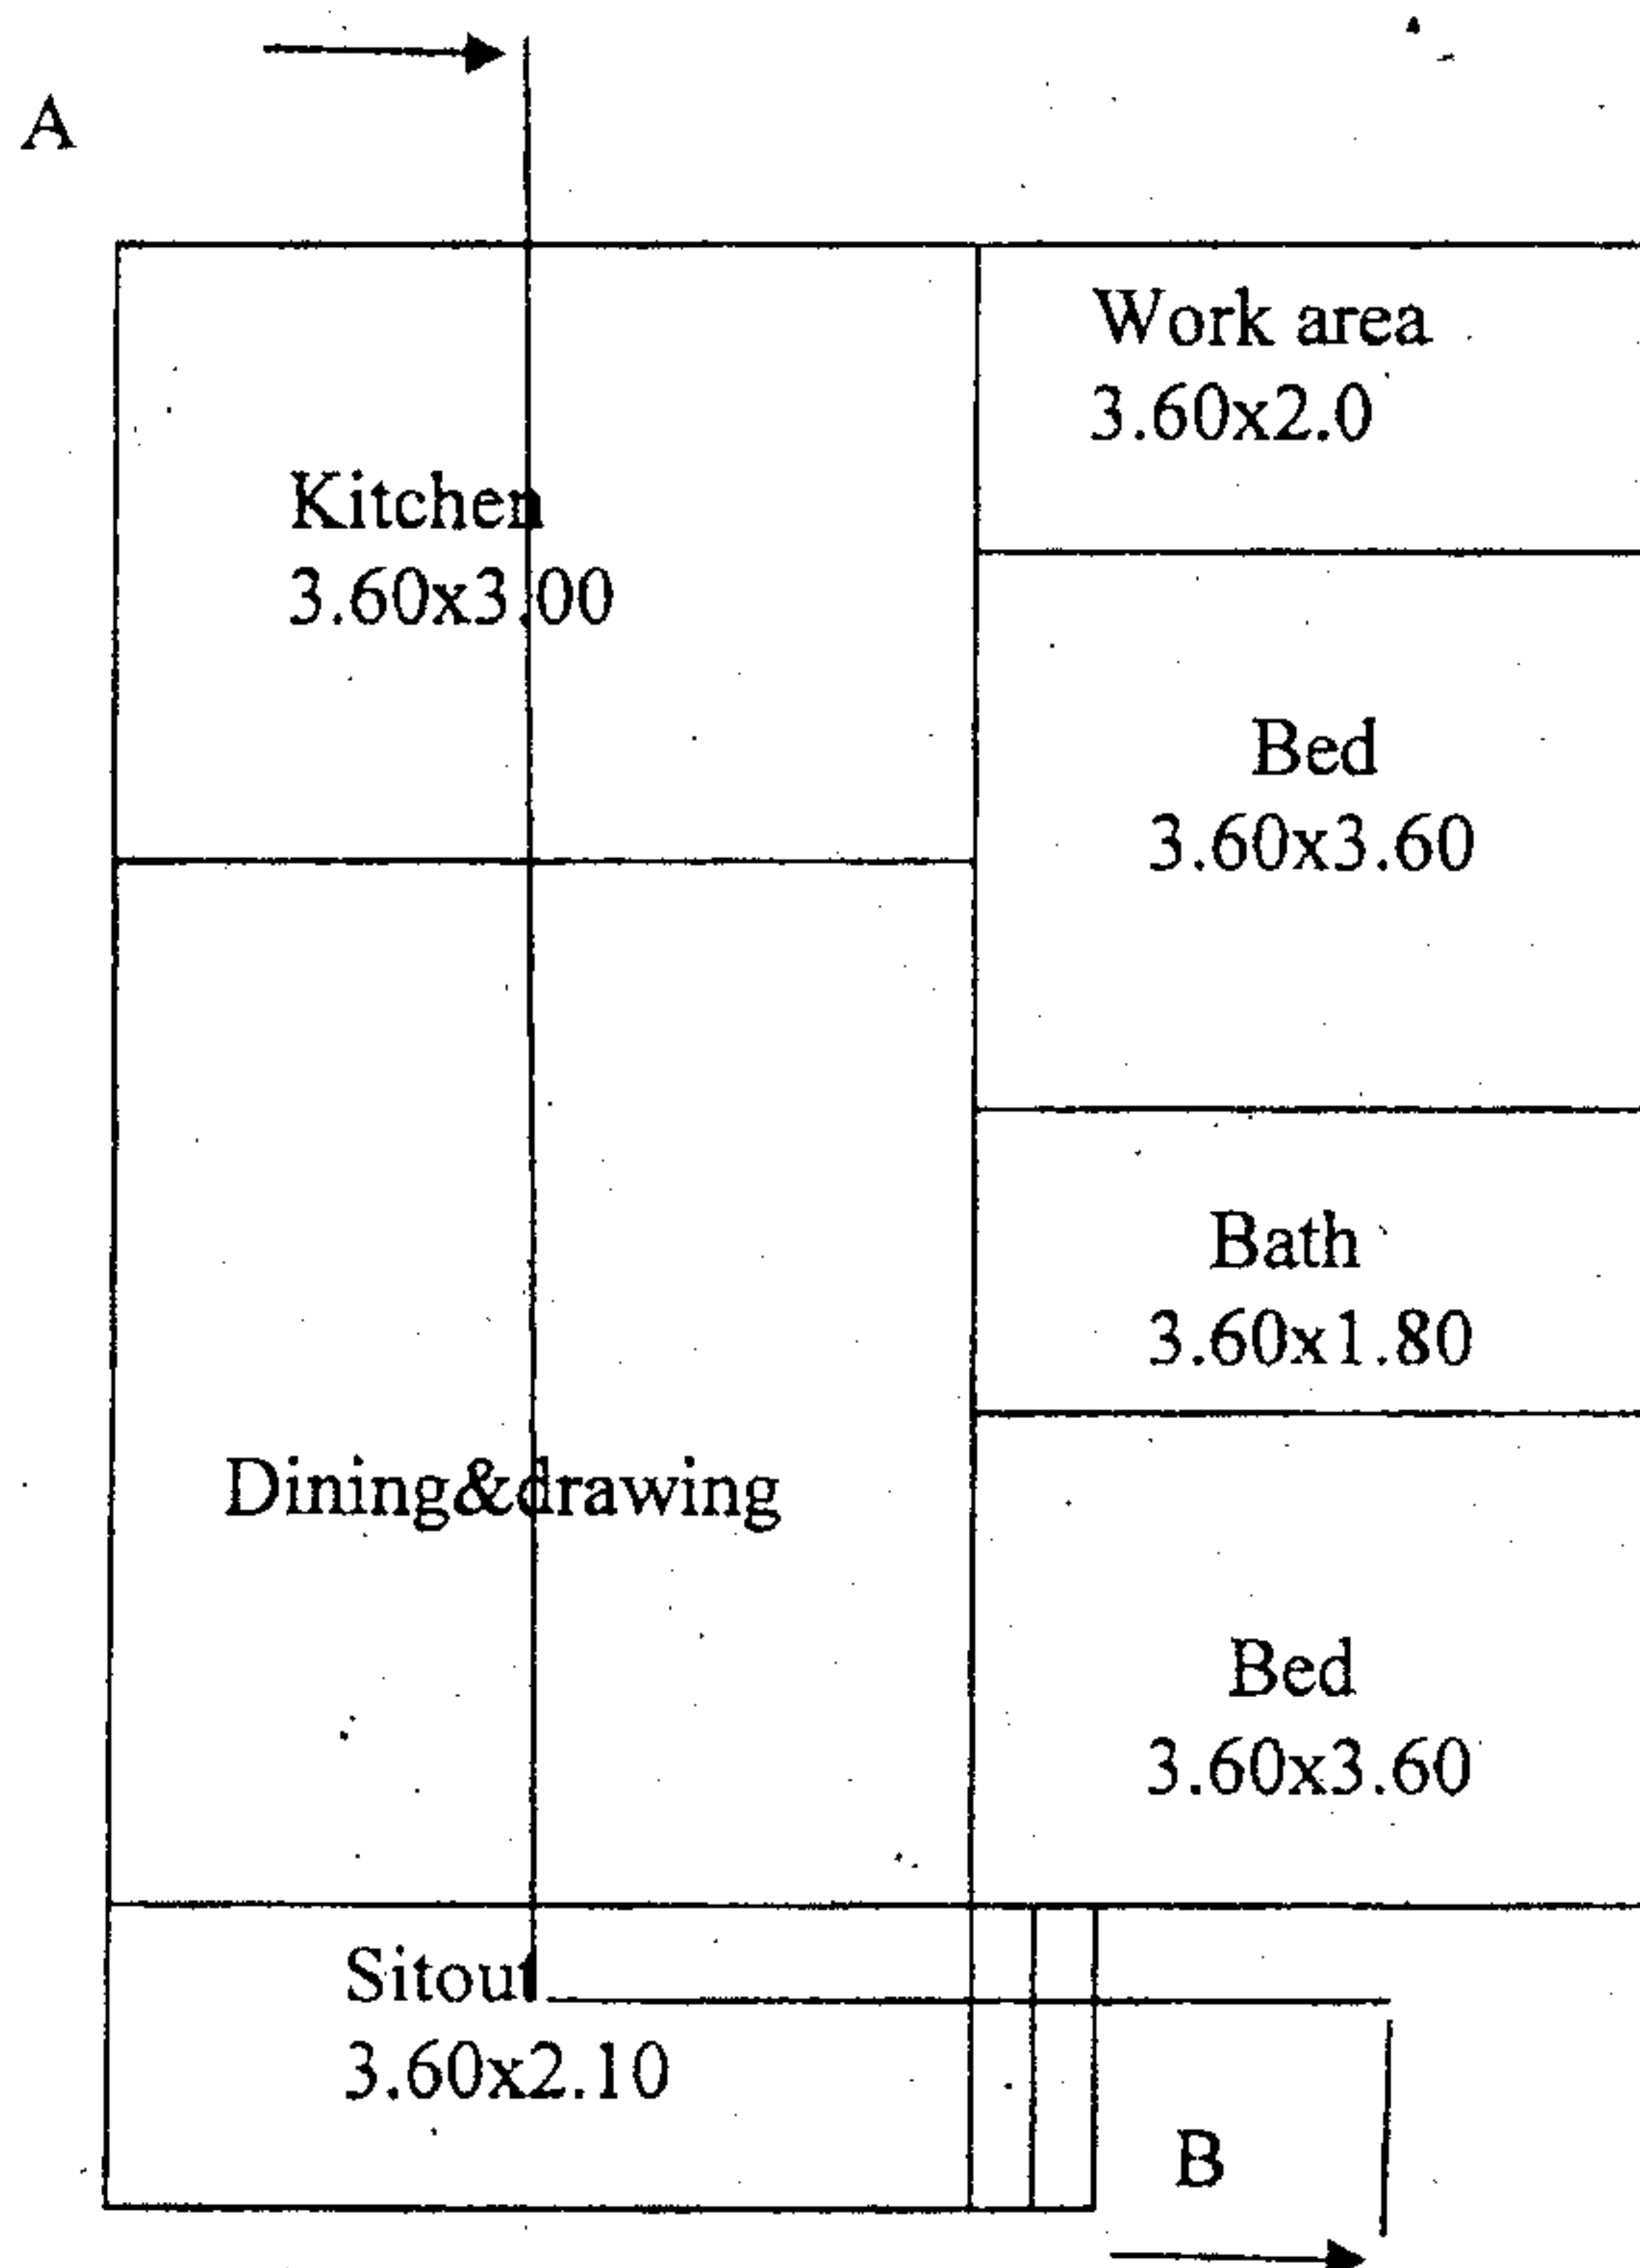 A
Work area
3.60x2.0
Kitchen
3.60x3.00
Bed
3.60x3.60
Bath
3.60x1.80
Dining&drawing
Bed
3.60x3.60
Sitout
3.60x2.10
B